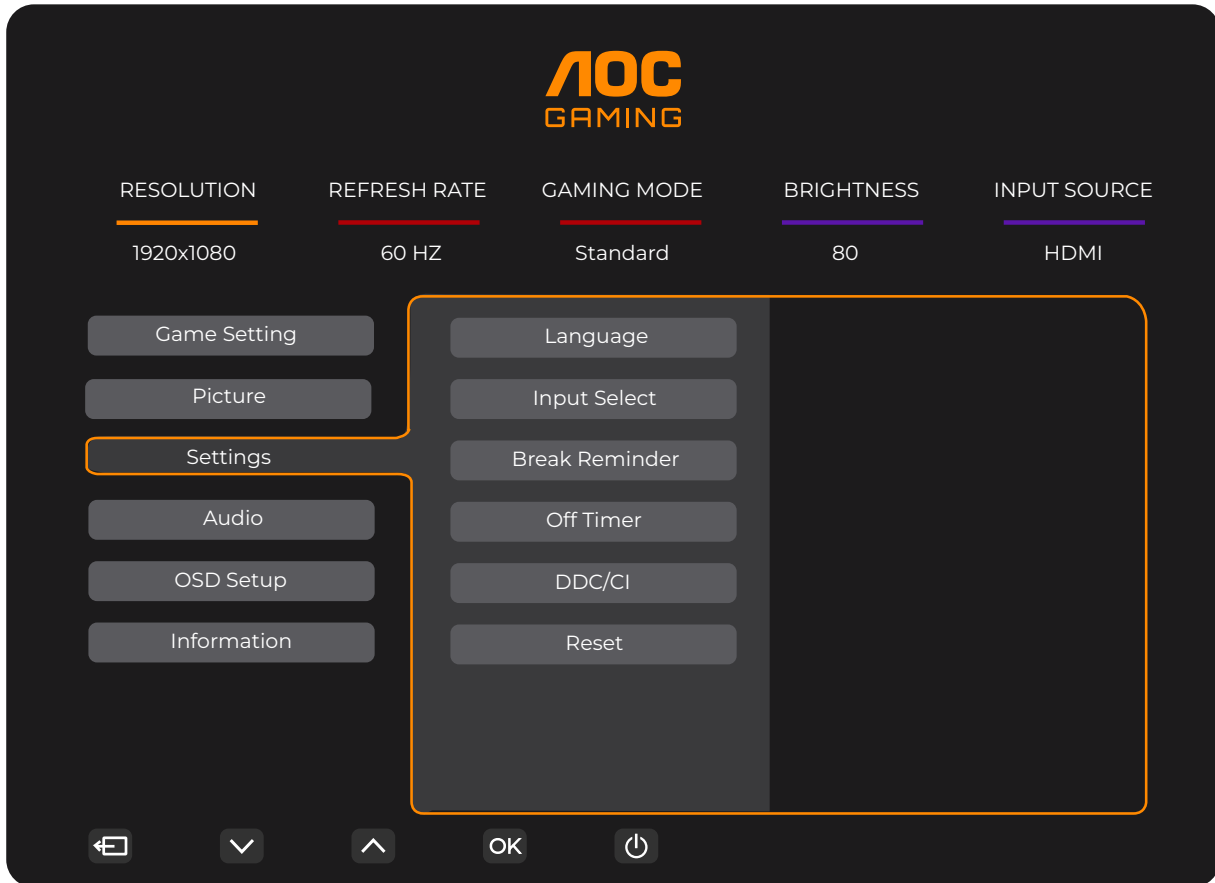 AOC
GAMING
RESOLUTION REFRESH RATE GAMING MODE BRIGHTNESS INPUT SOURCE
1920x1080 60 HZ Standard 80 HDMI
Game Setting
Picture
Settings
Audio
OSD Setup
Information
Language
Input Select
Break Reminder
Off Timer
DDC/CI
Reset
OK